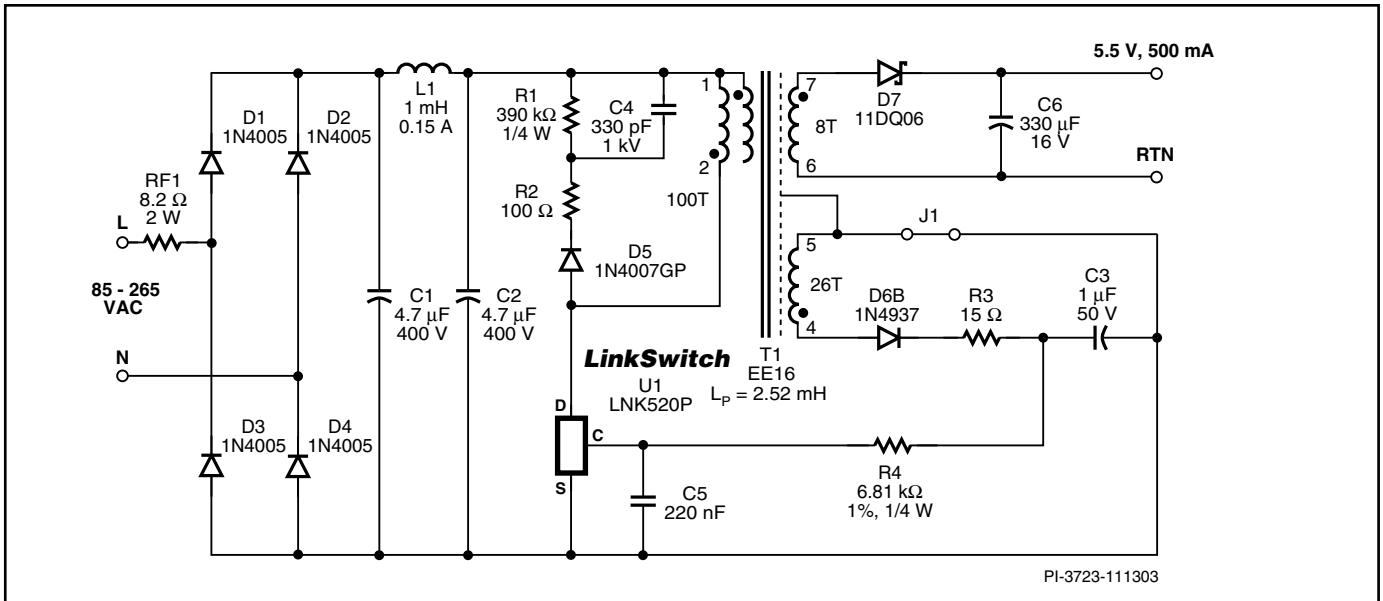 5.5 V, 500 mA
L1
1 mH
0.15 A
D1
1N4005
D2
1N4005
R1
390 kΩ
1/4 W
C4
330 pF
1 kV
1
2
100T
7
8T
6
D7
11DQ06
C6
330 µF
16 V
RTN
RF1
8.2 Ω
2 W
L
85 - 265
VAC
N
R2
100 Ω
D5
1N4007GP
C1
4.7 µF
400 V
C2
4.7 µF
400 V
J1
5
26T
4
D6B
1N4937
R3
15 Ω
C3
1 µF
50 V
LinkSwitch
U1
LNK520P
T1
EE16
LP = 2.52 mH
D
C
S
D3
1N4005
D4
1N4005
C5
220 nF
R4
6.81 kΩ
1%, 1/4 W
PI-3723-111303